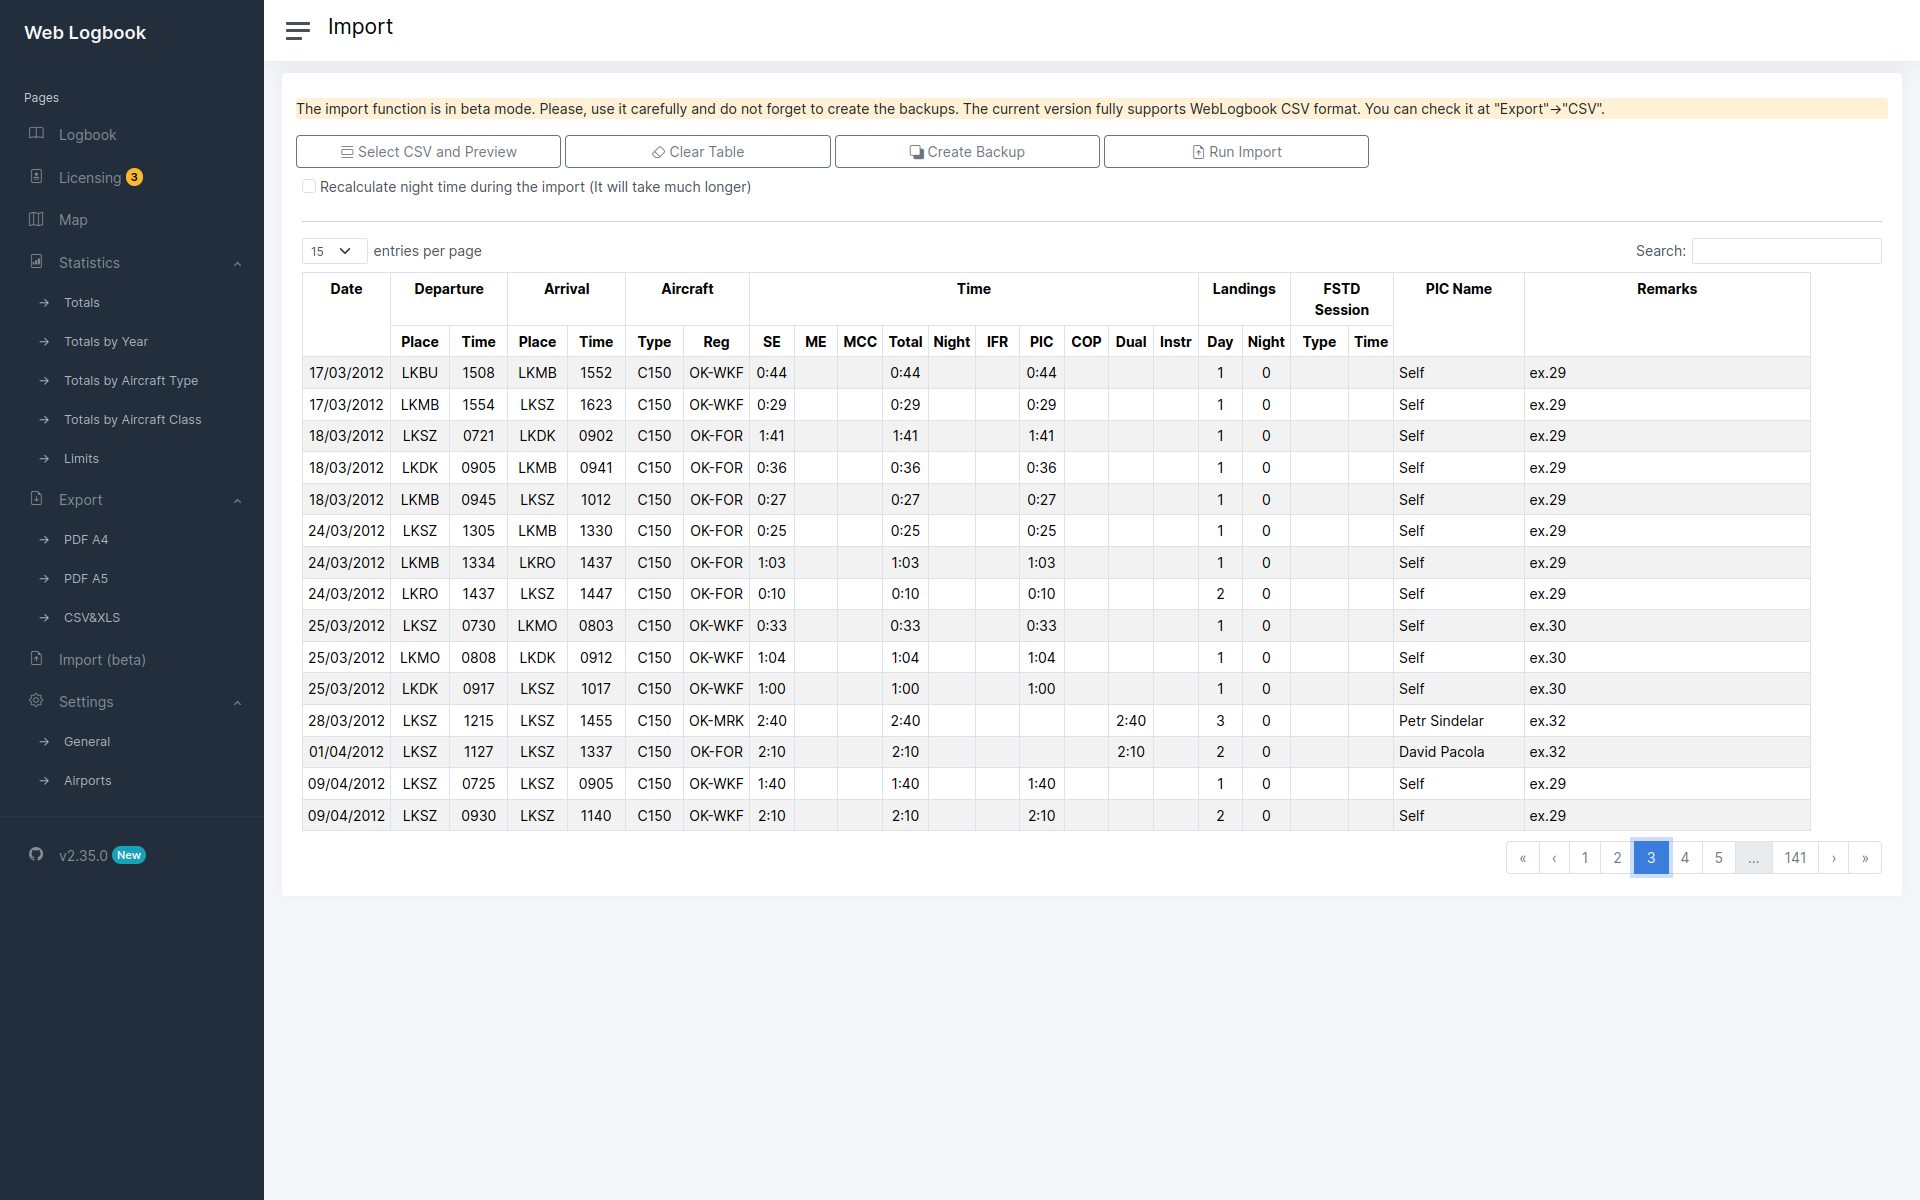 Web Logbook
Import
Pages
Logbook
Licensing 3
Map
Statistics
Totals
Totals by Year
Totals by Aircraft Type
Totals by Aircraft Class
Limits
Export
PDF A4
PDF A5
CSV&XLS
Import (beta)
Settings
General
Airports
v2.35.0 New
The import function is in beta mode. Please, use it carefully and do not forget to create the backups. The current version fully supports WebLogbook CSV format. You can check it at "Export"->"CSV".
Select CSV and Preview Clear Table Create Backup Run Import
Recalculate night time during the import (It will take much longer)
15 entries per page Search:
Date Departure Arrival Aircraft Time Landings FSTD Session PIC Name Remarks
Place Time Place Time Type Reg SE ME MCC Total Night IFR PIC COP Dual Instr Day Night Type Time
17/03/2012 LKBU 1508 LKMB 1552 C150 OK-WKF 0:44 0:44 0:44 1 0 Self ex.29
17/03/2012 LKMB 1554 LKSZ 1623 C150 OK-WKF 0:29 0:29 0:29 1 0 Self ex.29
18/03/2012 LKSZ 0721 LKDK 0902 C150 OK-FOR 1:41 1:41 1:41 1 0 Self ex.29
18/03/2012 LKDK 0905 LKMB 0941 C150 OK-FOR 0:36 0:36 0:36 1 0 Self ex.29
18/03/2012 LKMB 0945 LKSZ 1012 C150 OK-FOR 0:27 0:27 0:27 1 0 Self ex.29
24/03/2012 LKSZ 1305 LKMB 1330 C150 OK-FOR 0:25 0:25 0:25 1 0 Self ex.29
24/03/2012 LKMB 1334 LKRO 1437 C150 OK-FOR 1:03 1:03 1:03 1 0 Self ex.29
24/03/2012 LKRO 1437 LKSZ 1447 C150 OK-FOR 0:10 0:10 0:10 2 0 Self ex.29
25/03/2012 LKSZ 0730 LKMO 0803 C150 OK-WKF 0:33 0:33 0:33 1 0 Self ex.30
25/03/2012 LKMO 0808 LKDK 0912 C150 OK-WKF 1:04 1:04 1:04 1 0 Self ex.30
25/03/2012 LKDK 0917 LKSZ 1017 C150 OK-WKF 1:00 1:00 1:00 1 0 Self ex.30
28/03/2012 LKSZ 1215 LKSZ 1455 C150 OK-MRK 2:40 2:40 2:40 3 0 Petr Sindelar ex.32
01/04/2012 LKSZ 1127 LKSZ 1337 C150 OK-FOR 2:10 2:10 2:10 2 0 David Pacola ex.32
09/04/2012 LKSZ 0725 LKSZ 0905 C150 OK-WKF 1:40 1:40 1:40 1 0 Self ex.29
09/04/2012 LKSZ 0930 LKSZ 1140 C150 OK-WKF 2:10 2:10 2:10 2 0 Self ex.29
« ‹ 1 2 3 4 5 ... 141 › »